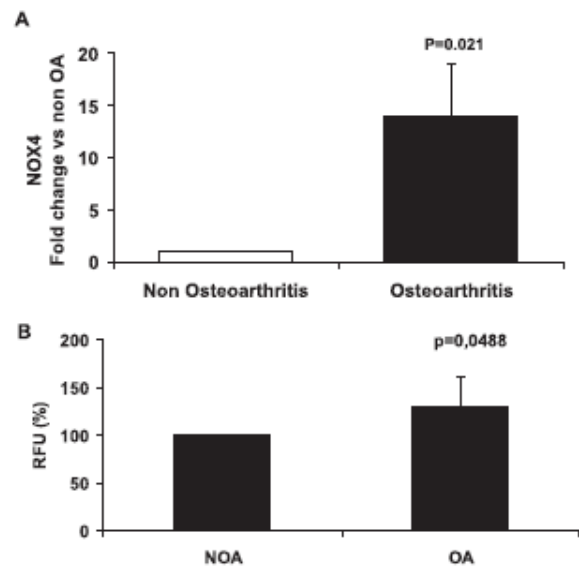 A
P=0.021
NOX4
Fold change vs non OA
20
15
10
5
0
Non Osteoarthritis
Osteoarthritis
B
p=0,0488
RFU (%)
200
150
100
50
0
NOA
OA